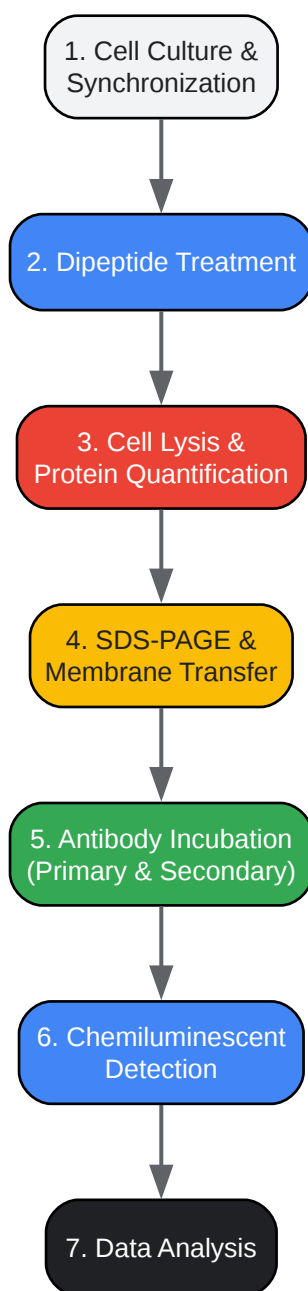 1. Cell Culture &
Synchronization
2. Dipeptide Treatment
3. Cell Lysis &
Protein Quantification
4. SDS-PAGE &
Membrane Transfer
5. Antibody Incubation
(Primary & Secondary)
6. Chemiluminescent
Detection
7. Data Analysis